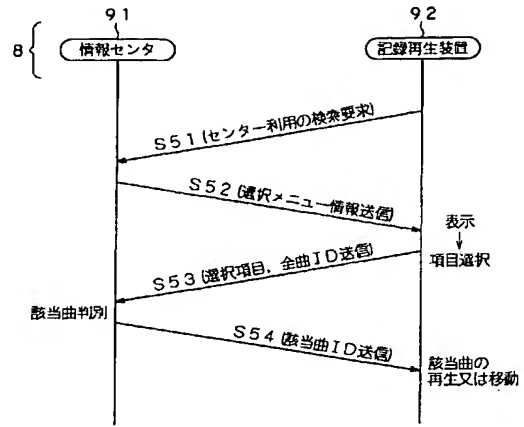 91
92
8
情報センタ
記録再生装置
S51(センター利用の検索要求)
S52(選択メニュー情報送信)
表示
↓
項目選択
S53(選択項目,全曲ID送信)
該当曲判別
S54(該当曲ID送信)
該当曲の
再生又は移動